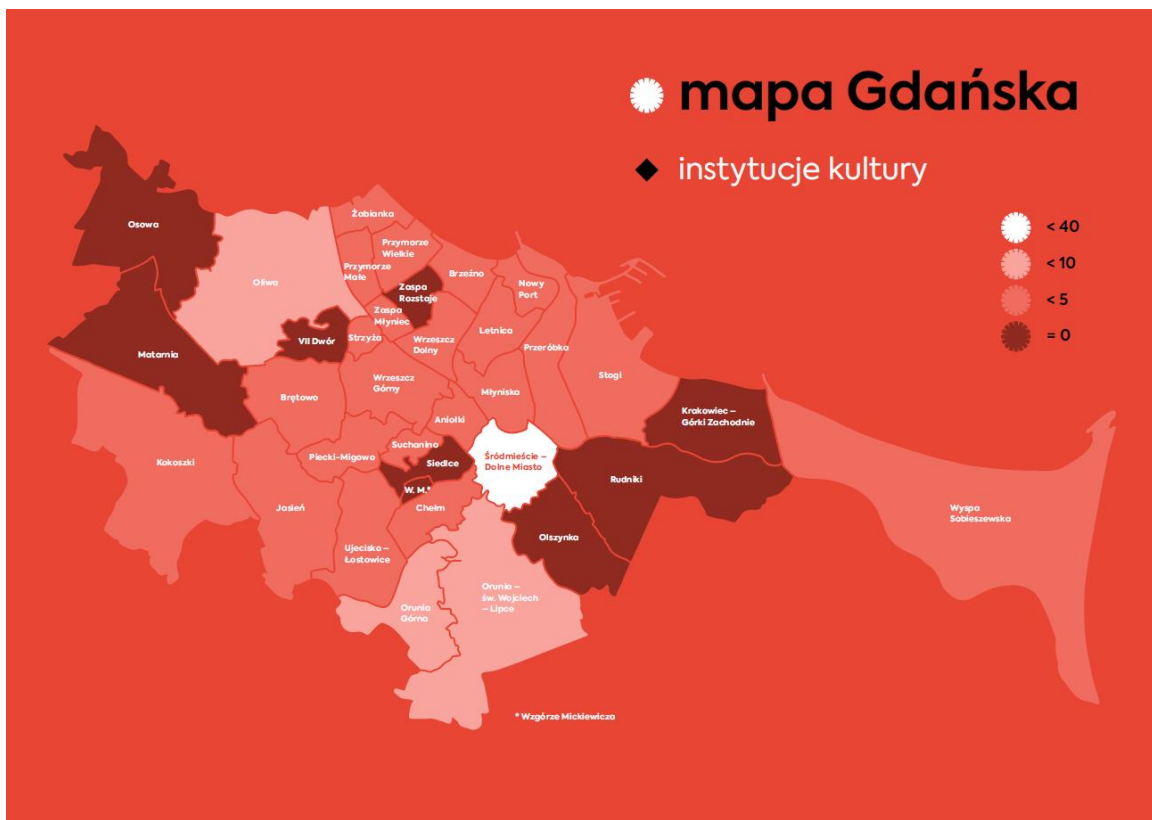 mapa Gdańska
instytucje kultury
< 40
< 10
< 5
= 0
Osowa
Oliwa
Żabianka
Przymorze
Wielkie
Przymorze
Małe
Zaspa
Rozstaje
Brzeźno
Nowy
Port
Zaspa
Młyniec
VII Dwór
Strzyża
Wrzeszcz
Dolny
Letnica
Przeróbka
Matarnia
Stogi
Brętowo
Wrzeszcz
Górny
Młyniska
Aniołki
Krakowiec –
Górki Zachodnie
Kokoszki
Piecki-Migowo
Suchanino
Siedlce
Śródmieście –
Dolne Miasto
W. M.*
Rudniki
Jasień
Chełm
Wyspa
Sobieszewska
Olszynka
Ujecisko –
Łostowice
Orunia –
św. Wojciech
– Lipce
Orunia
Górna
* Wzgórze Mickiewicza